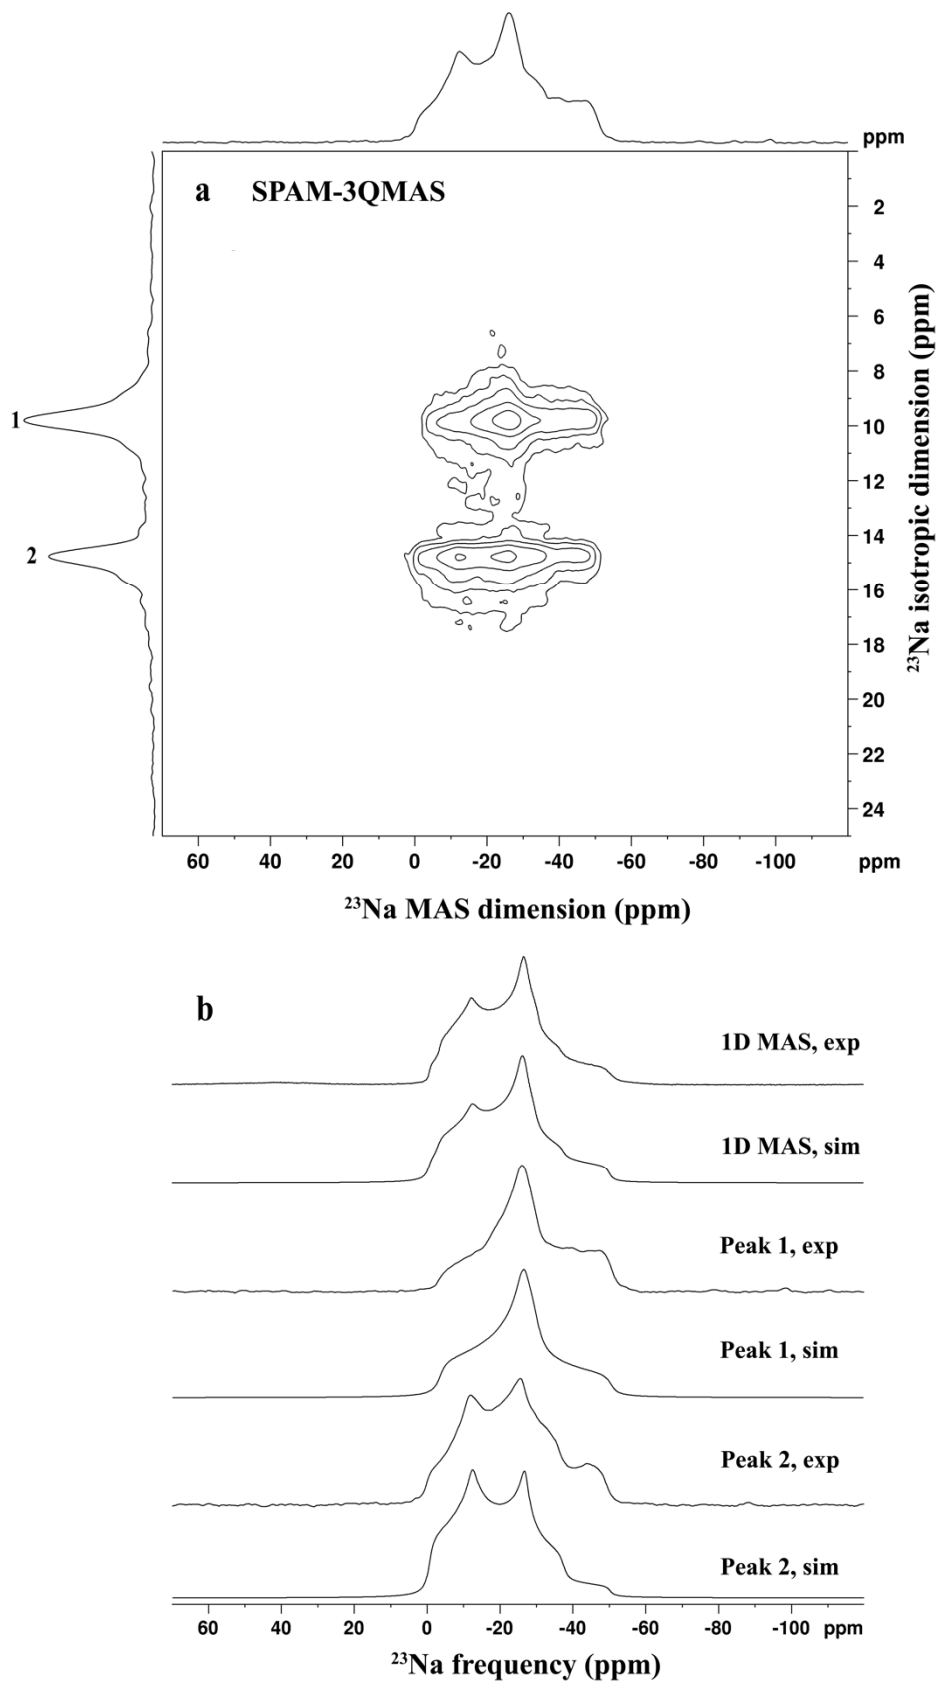 ppm
a SPAM-3QMAS
2
4
6
8
1
10
12
14
2
16
18
20
22
24
²³Na isotropic dimension (ppm)
60 40 20 0 -20 -40 -60 -80 -100 ppm
²³Na MAS dimension (ppm)
b
1D MAS, exp
1D MAS, sim
Peak 1, exp
Peak 1, sim
Peak 2, exp
Peak 2, sim
60 40 20 0 -20 -40 -60 -80 -100 ppm
²³Na frequency (ppm)